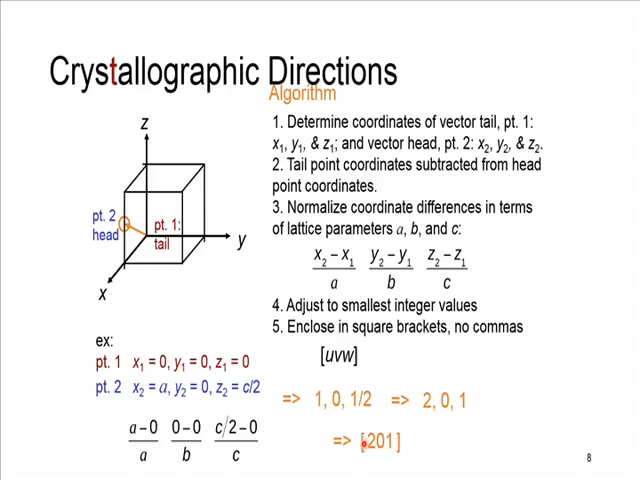 Crystallographic Directions
Algorithm
z
pt. 2
head
pt. 1:
tail
y
x
1. Determine coordinates of vector tail, pt. 1:
x₁, y₁, & z₁; and vector head, pt. 2: x₂, y₂, & z₂.
2. Tail point coordinates subtracted from head
point coordinates.
3. Normalize coordinate differences in terms
of lattice parameters a, b, and c:
x₂ – x₁ y₂ – y₁ z₂ – z₁
a b c
4. Adjust to smallest integer values
5. Enclose in square brackets, no commas
[uvw]
ex:
pt. 1 x₁ = 0, y₁ = 0, z₁ = 0
pt. 2 x₂ = a, y₂ = 0, z₂ = c/2
a – 0 0 – 0 c/2 – 0
a b c
=> 1, 0, 1/2 => 2, 0, 1
=> [201]
8